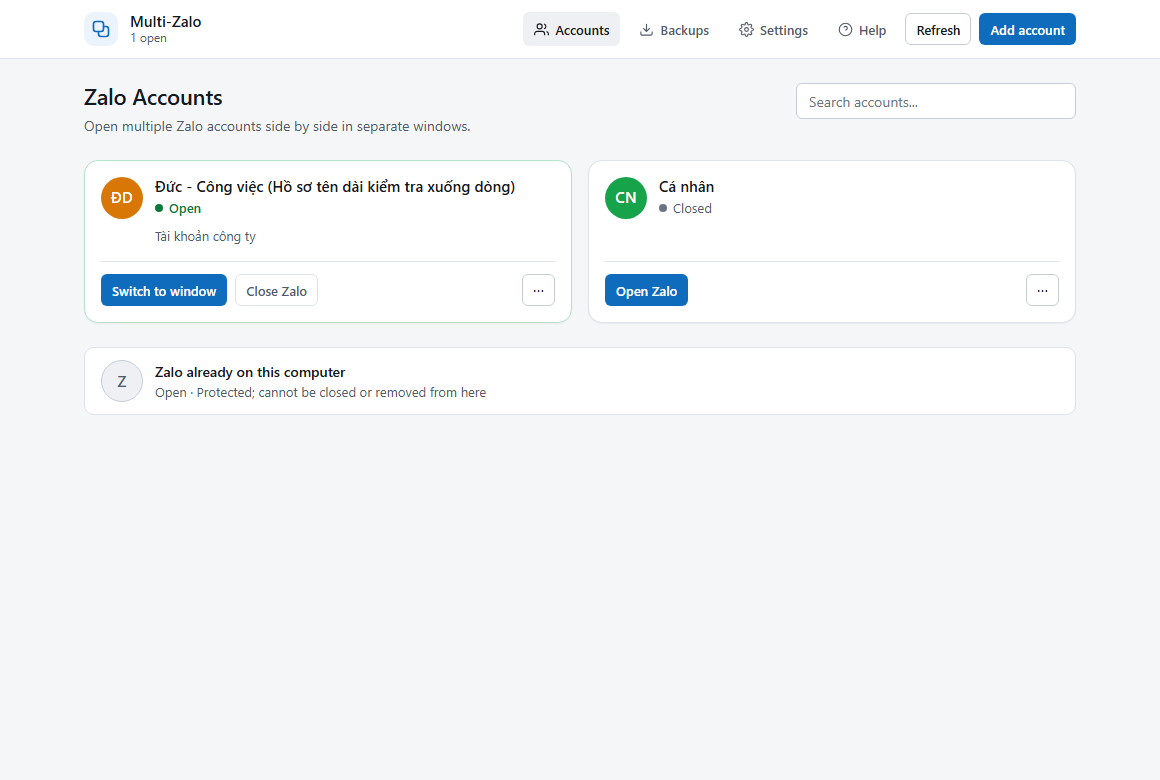 Multi-Zalo
1 open
Accounts
Backups
Settings
Help
Refresh
Add account
Zalo Accounts
Open multiple Zalo accounts side by side in separate windows.
Search accounts...
ĐD
Đức - Công việc (Hồ sơ tên dài kiểm tra xuống dòng)
Open
Tài khoản công ty
Switch to window
Close Zalo
...
CN
Cá nhân
Closed
Open Zalo
...
Z
Zalo already on this computer
Open · Protected; cannot be closed or removed from here